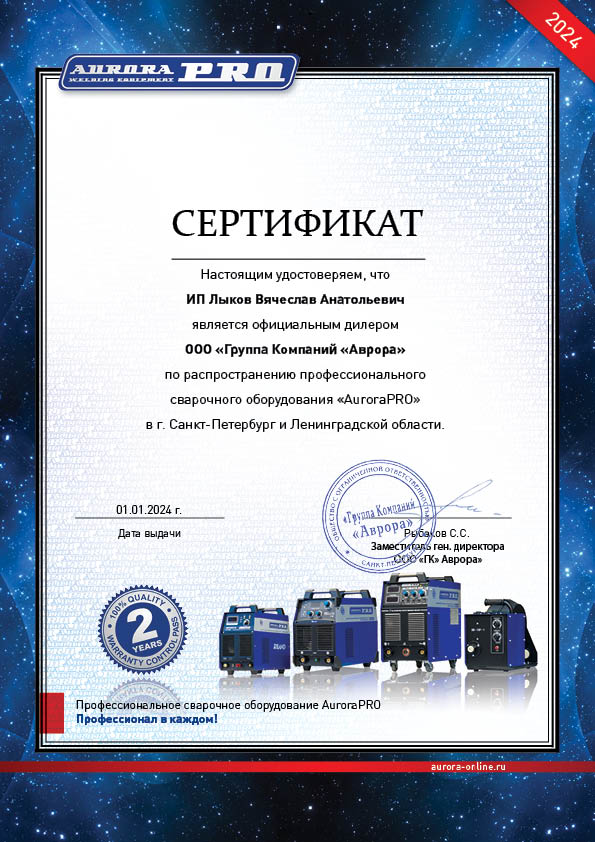 2024
AURORA PRO
WELDING EQUIPMENT
СЕРТИФИКАТ
Настоящим удостоверяем, что
ИП Лыков Вячеслав Анатольевич
является официальным дилером
ООО «Группа Компаний «Аврора»
по распространению профессионального
сварочного оборудования «AuroraPRO»
в г. Санкт-Петербург и Ленинградской области.
01.01.2024 г.
Дата выдачи
ОБЩЕСТВО С ОГРАНИЧЕННОЙ ОТВЕТСТВЕННОСТЬЮ
«Группа Компаний
«Аврора»
Рыбаков С.С.
Заместитель ген. директора
ООО «ГК» Аврора»
100% QUALITY
2
YEARS
WARRANTY CONTROL PASS
Профессиональное сварочное оборудование AuroraPRO
Профессионал в каждом!
aurora-online.ru